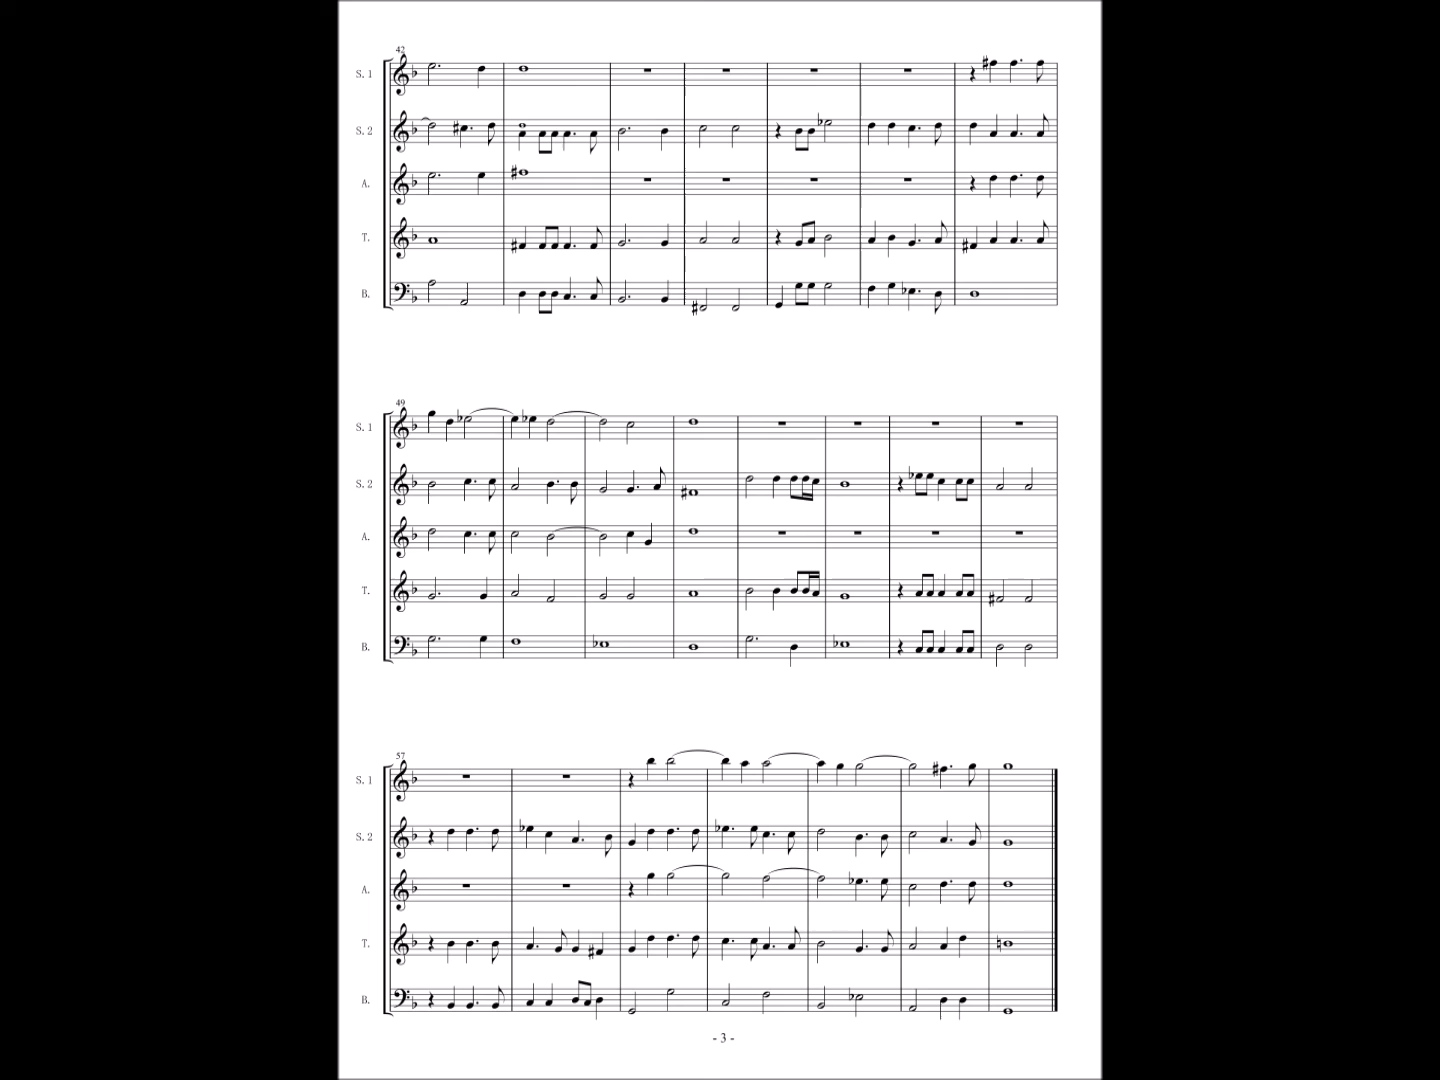 42
S. 1
S. 2
A.
T.
B.
49
S. 1
S. 2
A.
T.
B.
57
S. 1
S. 2
A.
T.
B.
- 3 -